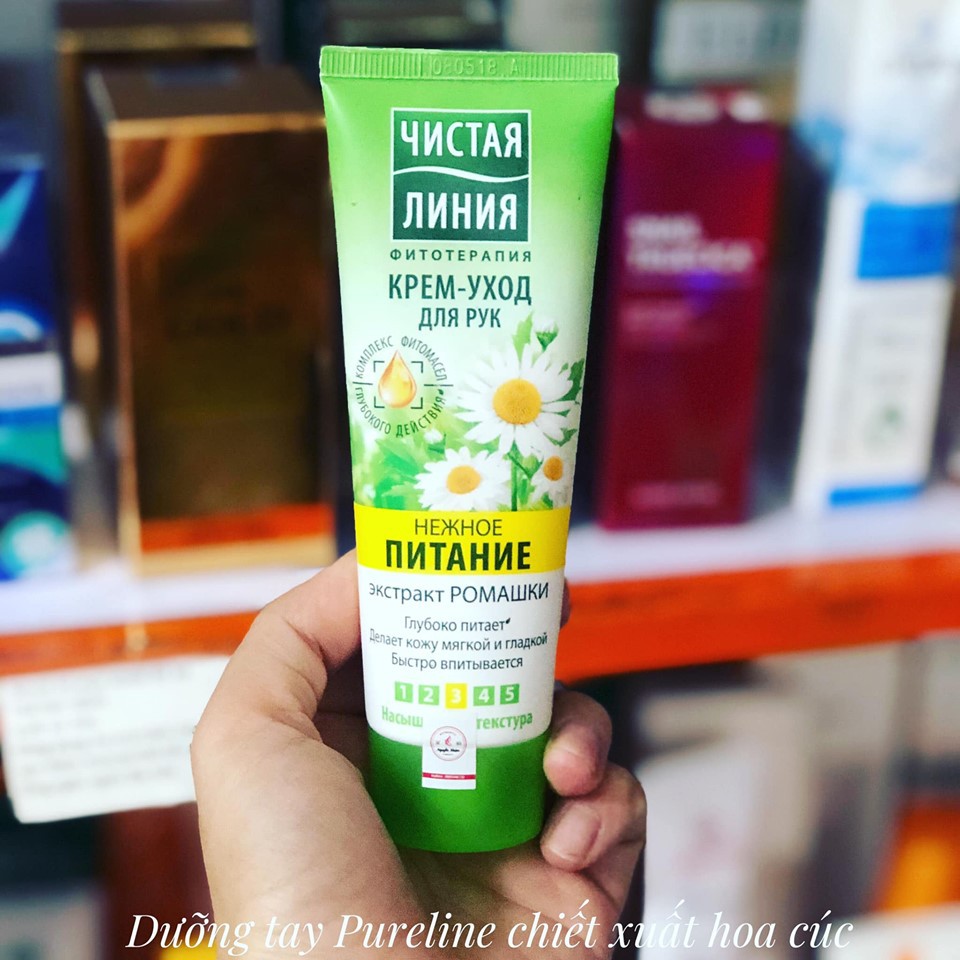 080518 A
ЧИСТАЯ
ЛИНИЯ
ФИТОТЕРАПИЯ
КРЕМ-УХОД
ДЛЯ РУК
КОМПЛЕКС ФИТОМАСЕЛ
ГЛУБОКОГО ДЕЙСТВИЯ
НЕЖНОЕ
ПИТАНИЕ
экстракт РОМАШКИ
Глубоко питает
Делает кожу мягкой и гладкой
Быстро впитывается
1 2 3 4 5
текстура
Dưỡng tay Pureline chiết xuất hoa cúc